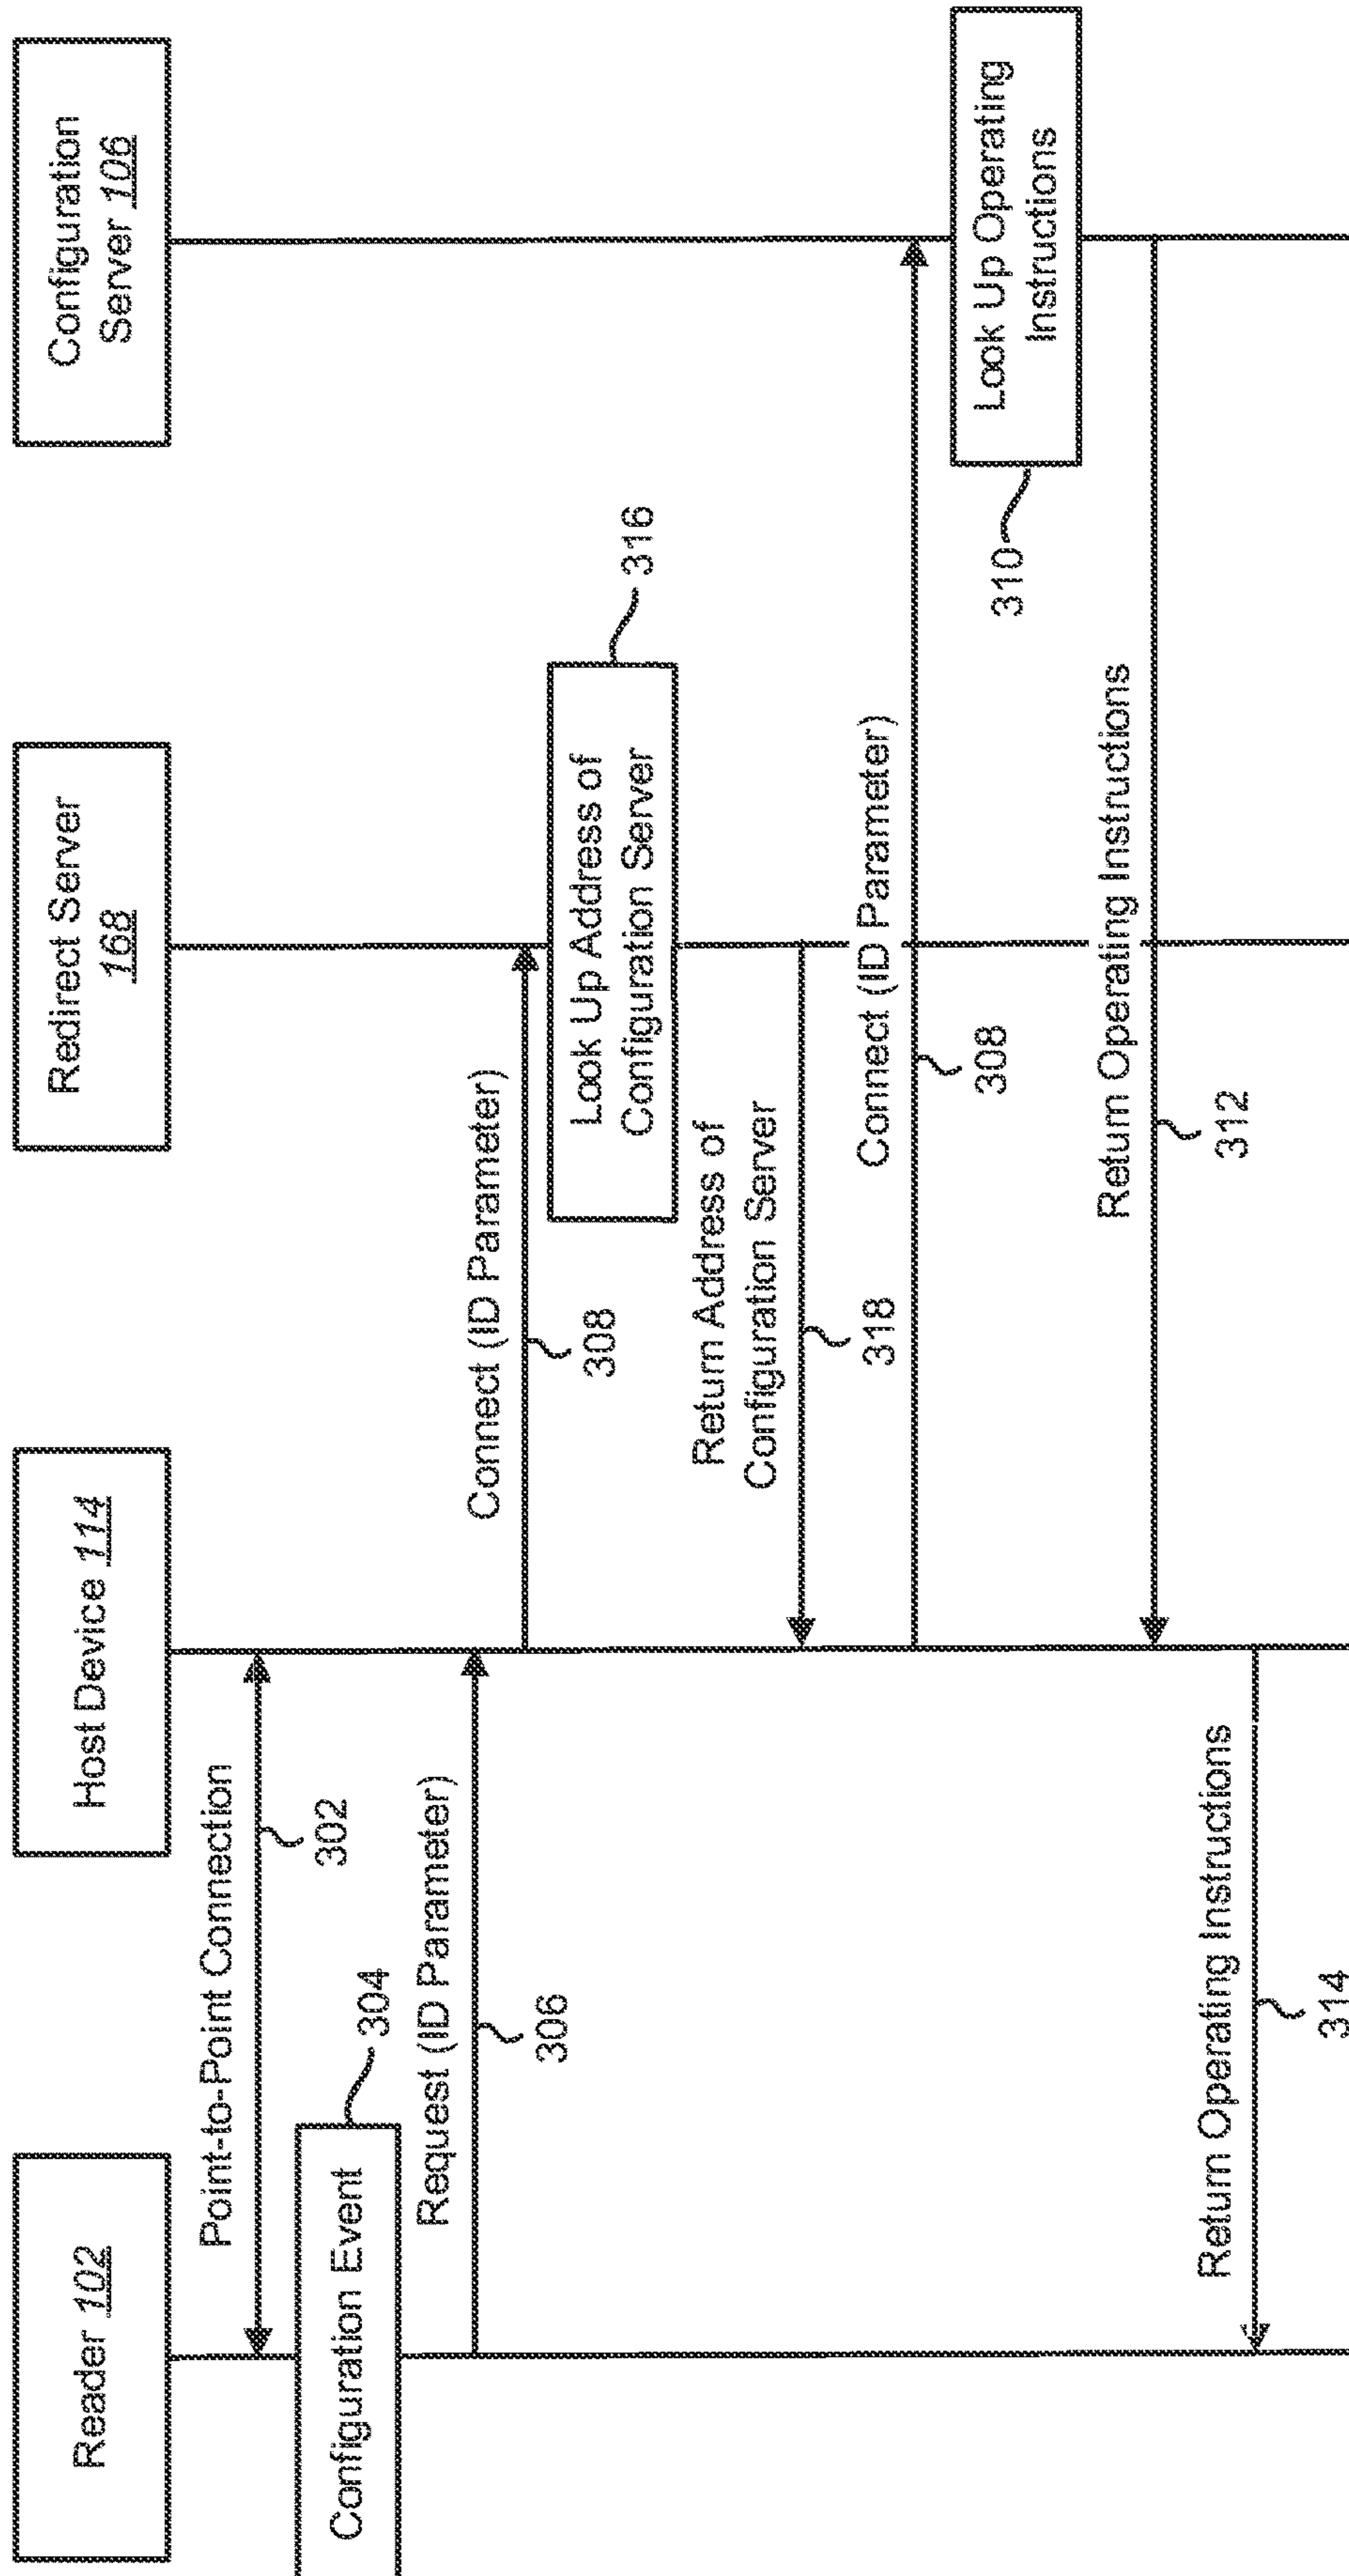 Reader 102
Host Device 114
Redirect Server
168
Configuration
Server 106
Point-to-Point Connection
302
Configuration Event
304
Request (ID Parameter)
306
Connect (ID Parameter)
308
Look Up Address of
Configuration Server
316
Return Address of
Configuration Server
318
Connect (ID Parameter)
308
Look Up Operating
Instructions
310
Return Operating Instructions
312
Return Operating Instructions
314